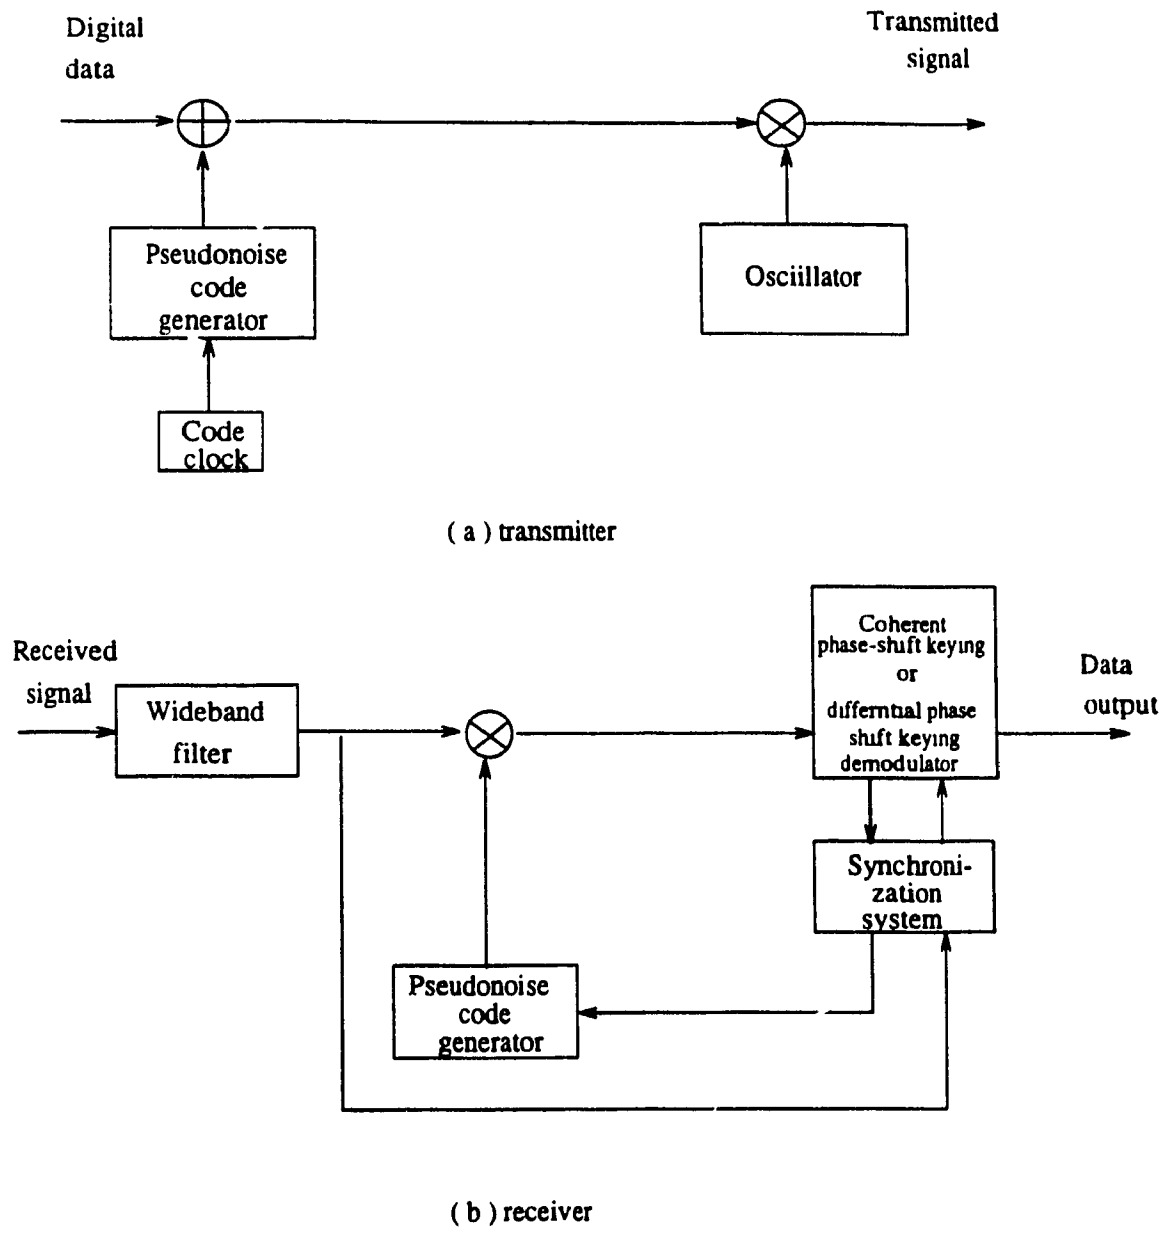 Digital
data
Transmitted
signal
Pseudonoise
code
generator
Osciillator
Code
clock
( a ) transmitter
Received
signal
Wideband
filter
Coherent
phase-shift keying
or
differntial phase
shift keying
demodulator
Data
output
Synchroni-
zation
system
Pseudonoise
code
generator
( b ) receiver